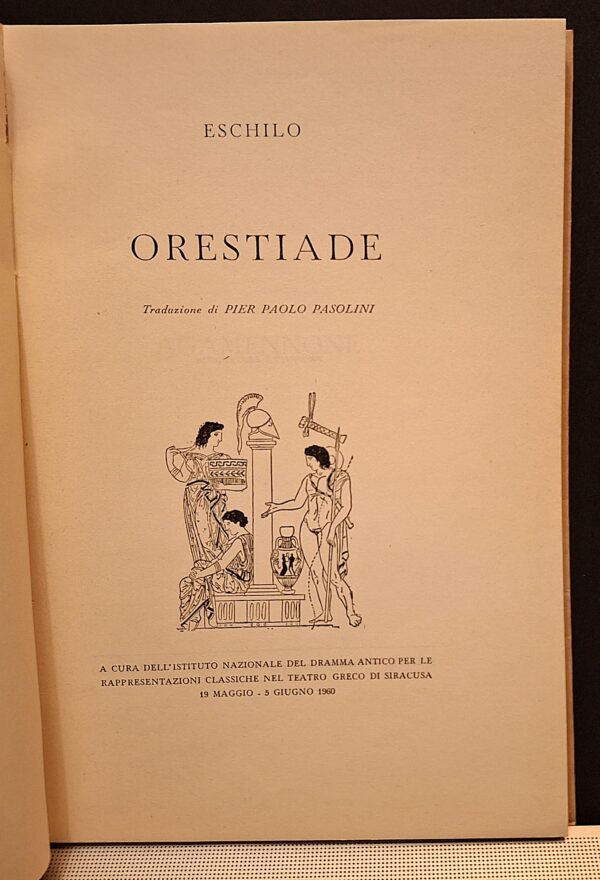 ESCHILO
ORESTIADE
Traduzione di PIER PAOLO PASOLINI
A CURA DELL'ISTITUTO NAZIONALE DEL DRAMMA ANTICO PER LE
RAPPRESENTAZIONI CLASSICHE NEL TEATRO GRECO DI SIRACUSA
19 MAGGIO - 5 GIUGNO 1960